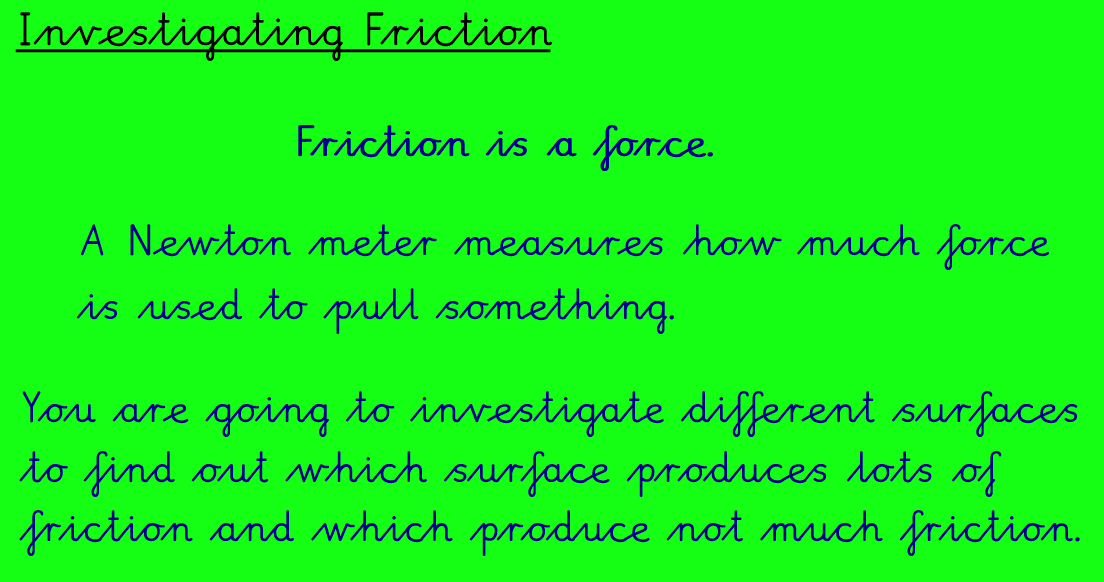 Investigating Friction
Friction is a force.
A Newton meter measures how much force
is used to pull something.
You are going to investigate different surfaces
to find out which surface produces lots of
friction and which produce not much friction.